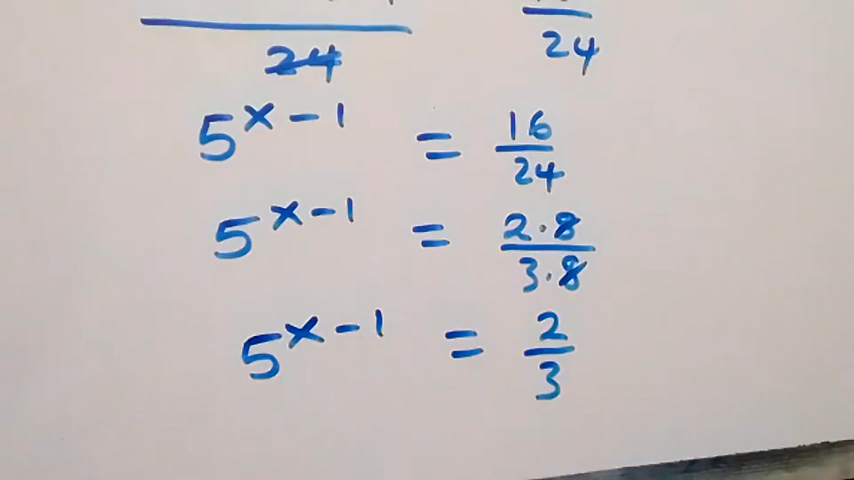 24 24
5^{x-1} = 16/24
5^{x-1} = 2·8/3·8
5^{x-1} = 2/3